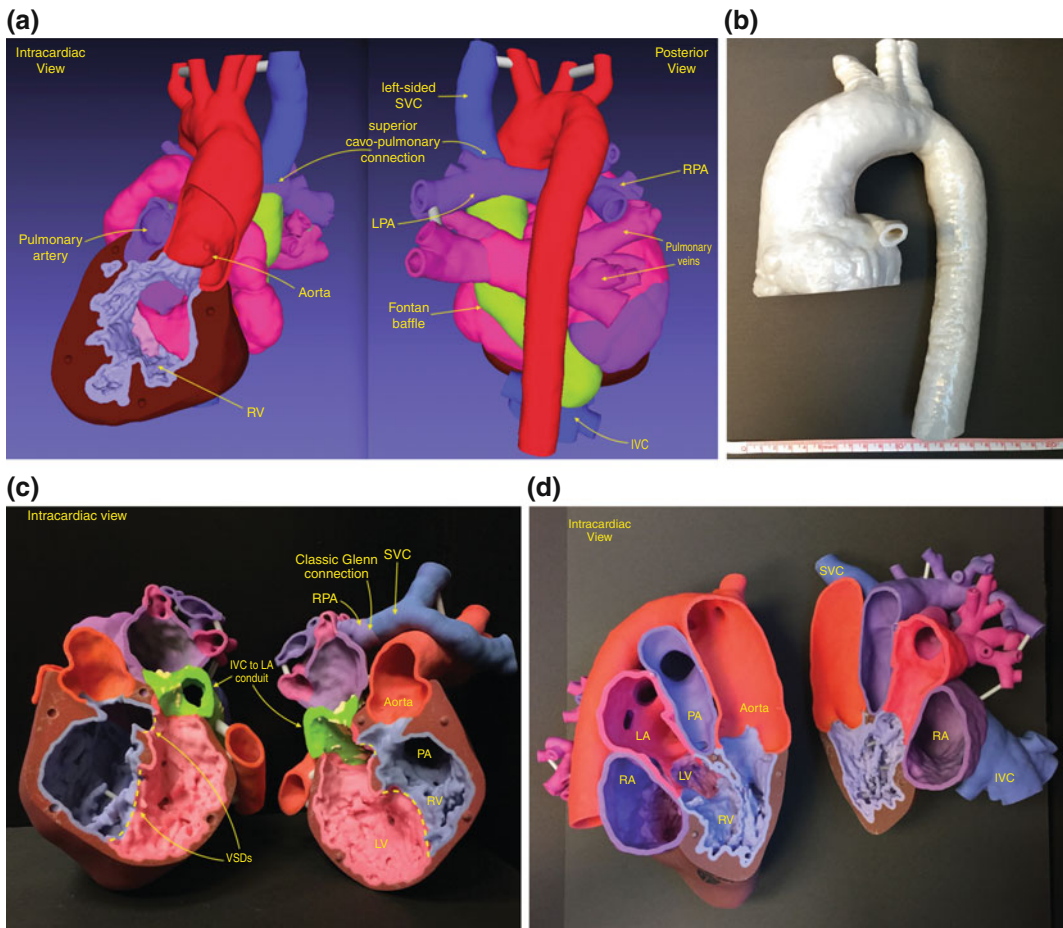 (a)
Intracardiac
View
Pulmonary
artery
Aorta
RV
Posterior
View
left-sided
SVC
superior
cavo-pulmonary
connection
RPA
LPA
Pulmonary
veins
Fontan
baffle
IVC
(b)
(c)
Intracardiac view
Classic Glenn
connection
SVC
RPA
IVC to LA
conduit
Aorta
PA
RV
LV
VSDs
(d)
Intracardiac
View
SVC
PA
Aorta
LA
RA
LV
RV
RA
IVC